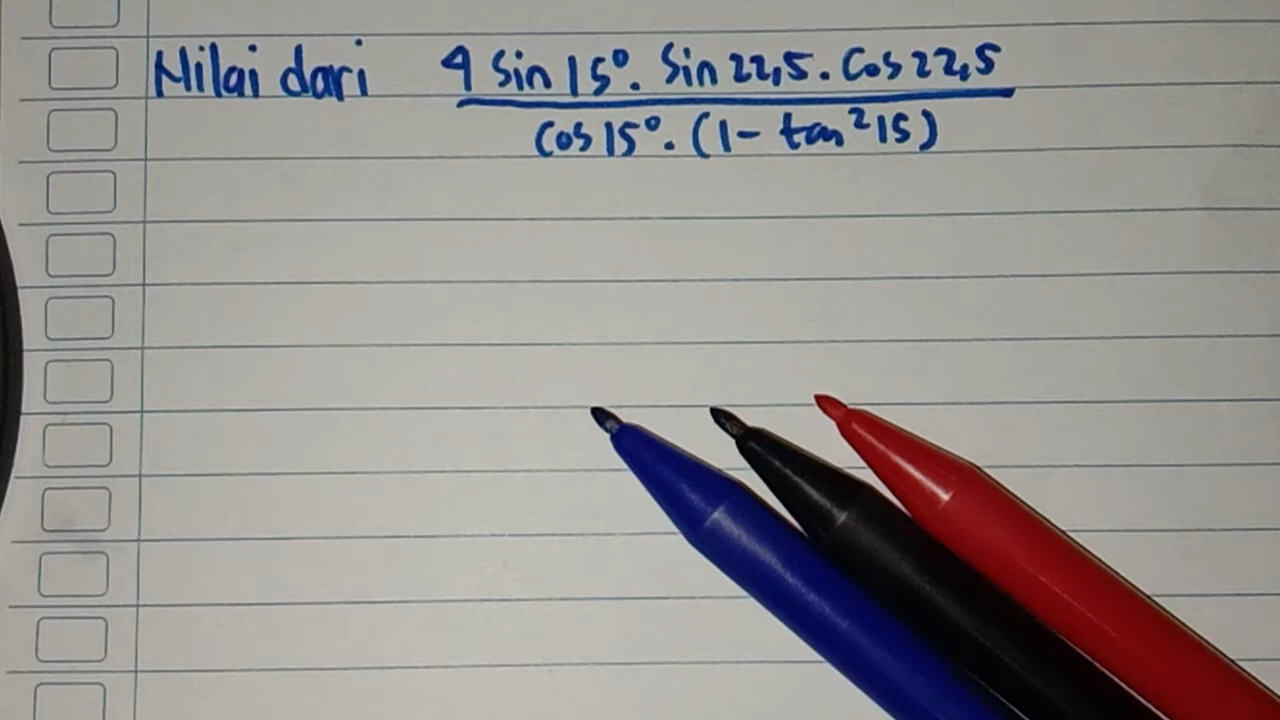 Nilai dari 4 Sin 15°. Sin 22,5. Cos 22,5
Cos 15°. (1 - tan² 15)